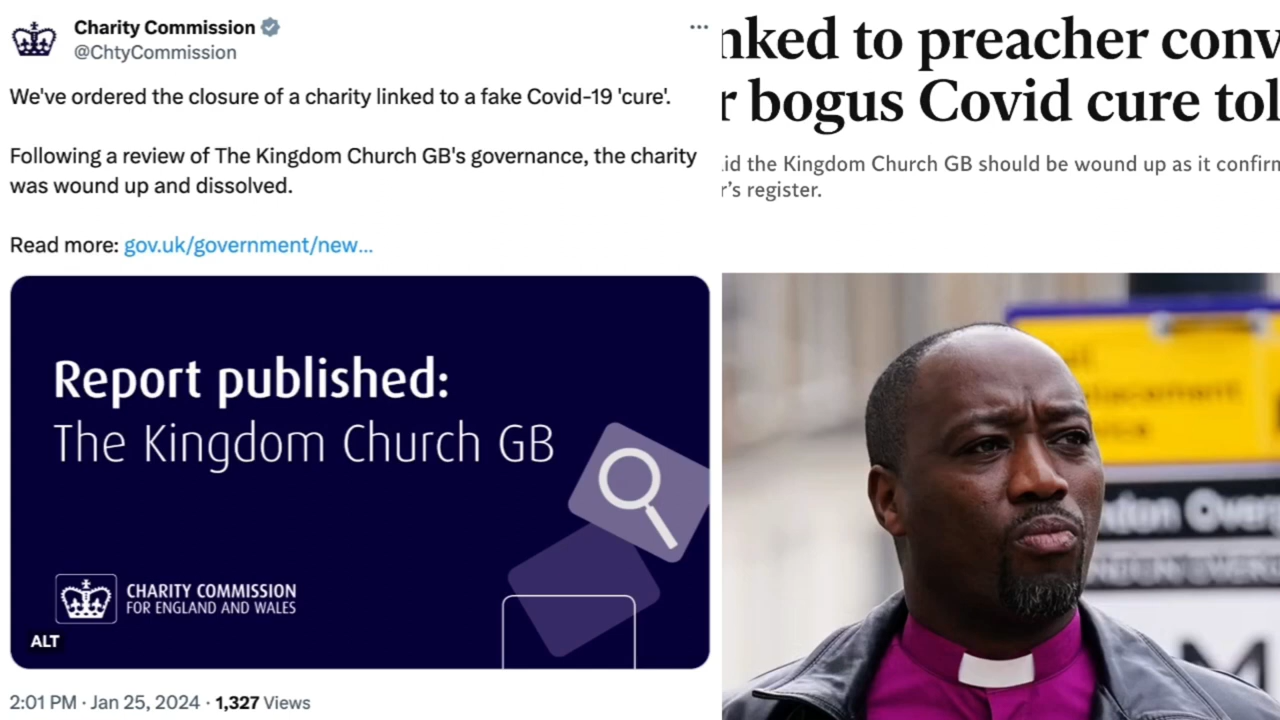 Charity Commission
@ChtyCommission
We've ordered the closure of a charity linked to a fake Covid-19 'cure'.
Following a review of The Kingdom Church GB's governance, the charity
was wound up and dissolved.
Read more: gov.uk/government/new...
Report published:
The Kingdom Church GB
CHARITY COMMISSION
FOR ENGLAND AND WALES
ALT
2:01 PM · Jan 25, 2024 · 1,327 Views
nked to preacher conv
r bogus Covid cure tol
id the Kingdom Church GB should be wound up as it confirm
r's register.